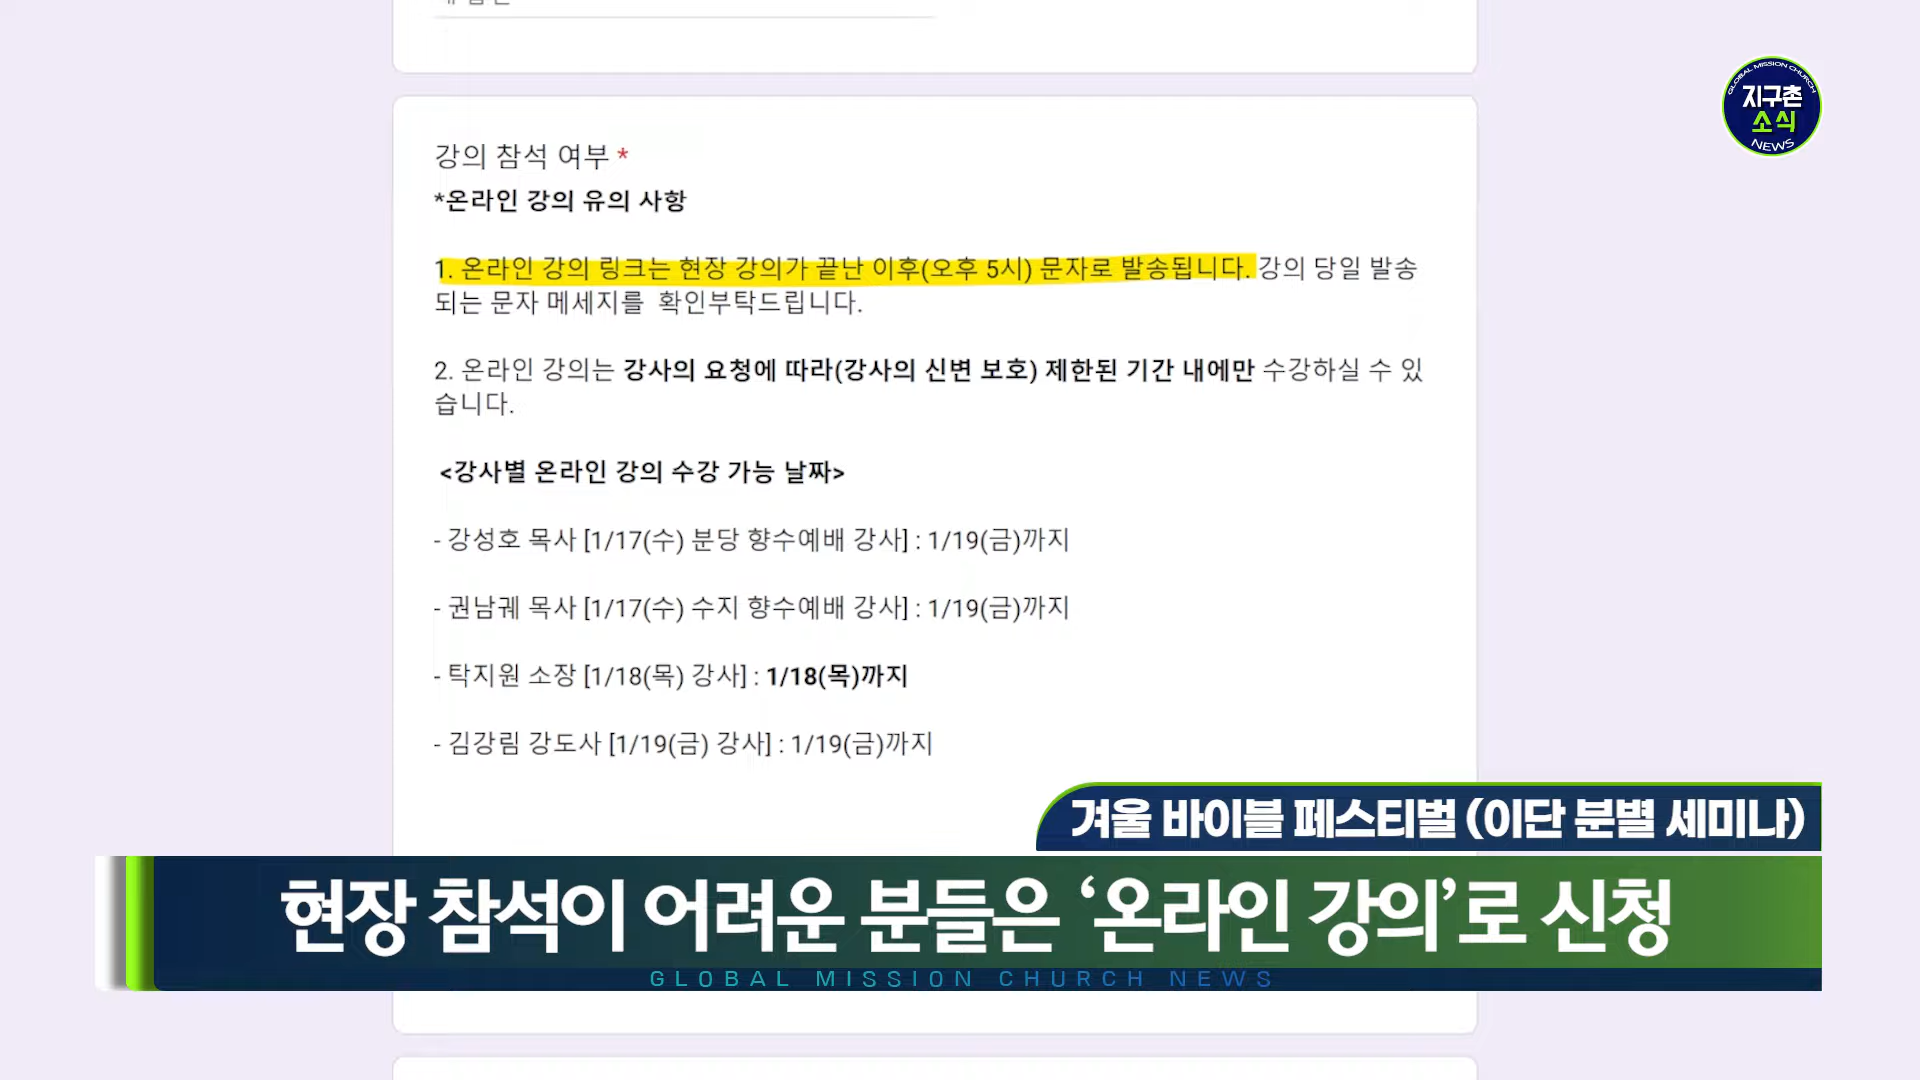 GLOBAL MISSION CHURCH
지구촌
소식
NEWS
강의 참석 여부 *
*온라인 강의 유의 사항
1. 온라인 강의 링크는 현장 강의가 끝난 이후(오후 5시) 문자로 발송됩니다. 강의 당일 발송
되는 문자 메세지를 확인부탁드립니다.
2. 온라인 강의는 강사의 요청에 따라(강사의 신변 보호) 제한된 기간 내에만 수강하실 수 있
습니다.
<강사별 온라인 강의 수강 가능 날짜>
- 강성호 목사 [1/17(수) 분당 향수예배 강사] : 1/19(금)까지
- 권남궤 목사 [1/17(수) 수지 향수예배 강사] : 1/19(금)까지
- 탁지원 소장 [1/18(목) 강사] : 1/18(목)까지
- 김강림 강도사 [1/19(금) 강사] : 1/19(금)까지
겨울 바이블 페스티벌 (이단 분별 세미나)
현장 참석이 어려운 분들은 ‘온라인 강의’로 신청
GLOBAL MISSION CHURCH NEWS